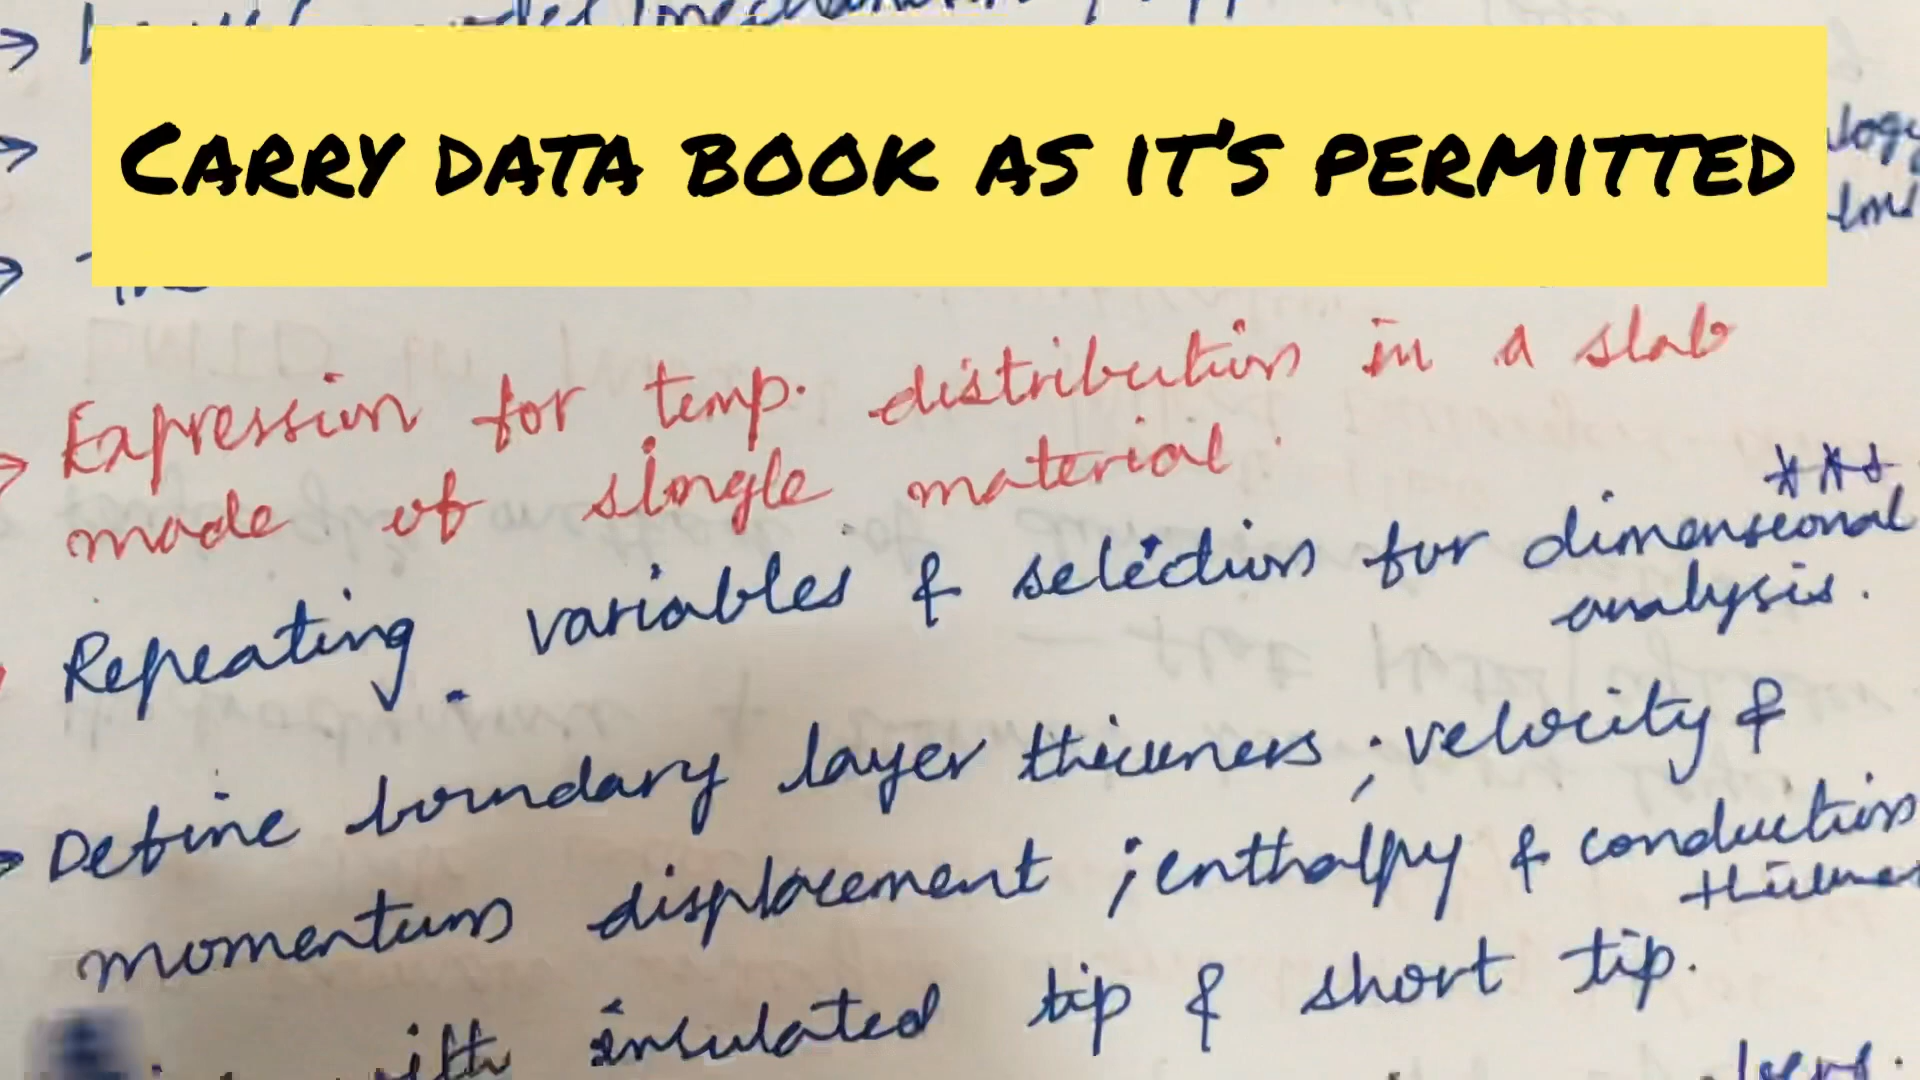 CARRY DATA BOOK AS IT'S PERMITTED
→ Expression for temp. distribution in a slab
made of single material.
***
Repeating variables & selection for dimensional
analysis.
→ Define boundary layer thickness; velocity &
momentum displacement; enthalpy & conduction
thickness
with insulated tip & short tip.